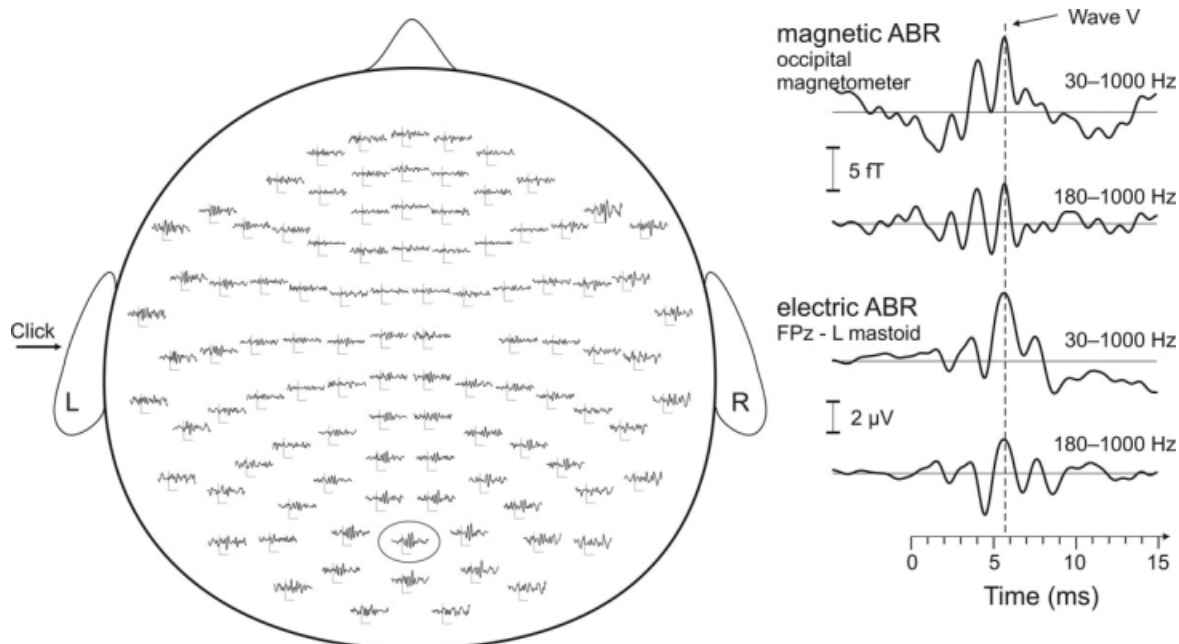 Wave V
magnetic ABR
occipital
magnetometer
30–1000 Hz
5 fT
180–1000 Hz
electric ABR
FPz - L mastoid
30–1000 Hz
2 µV
180–1000 Hz
0 5 10 15
Time (ms)
Click
L
R